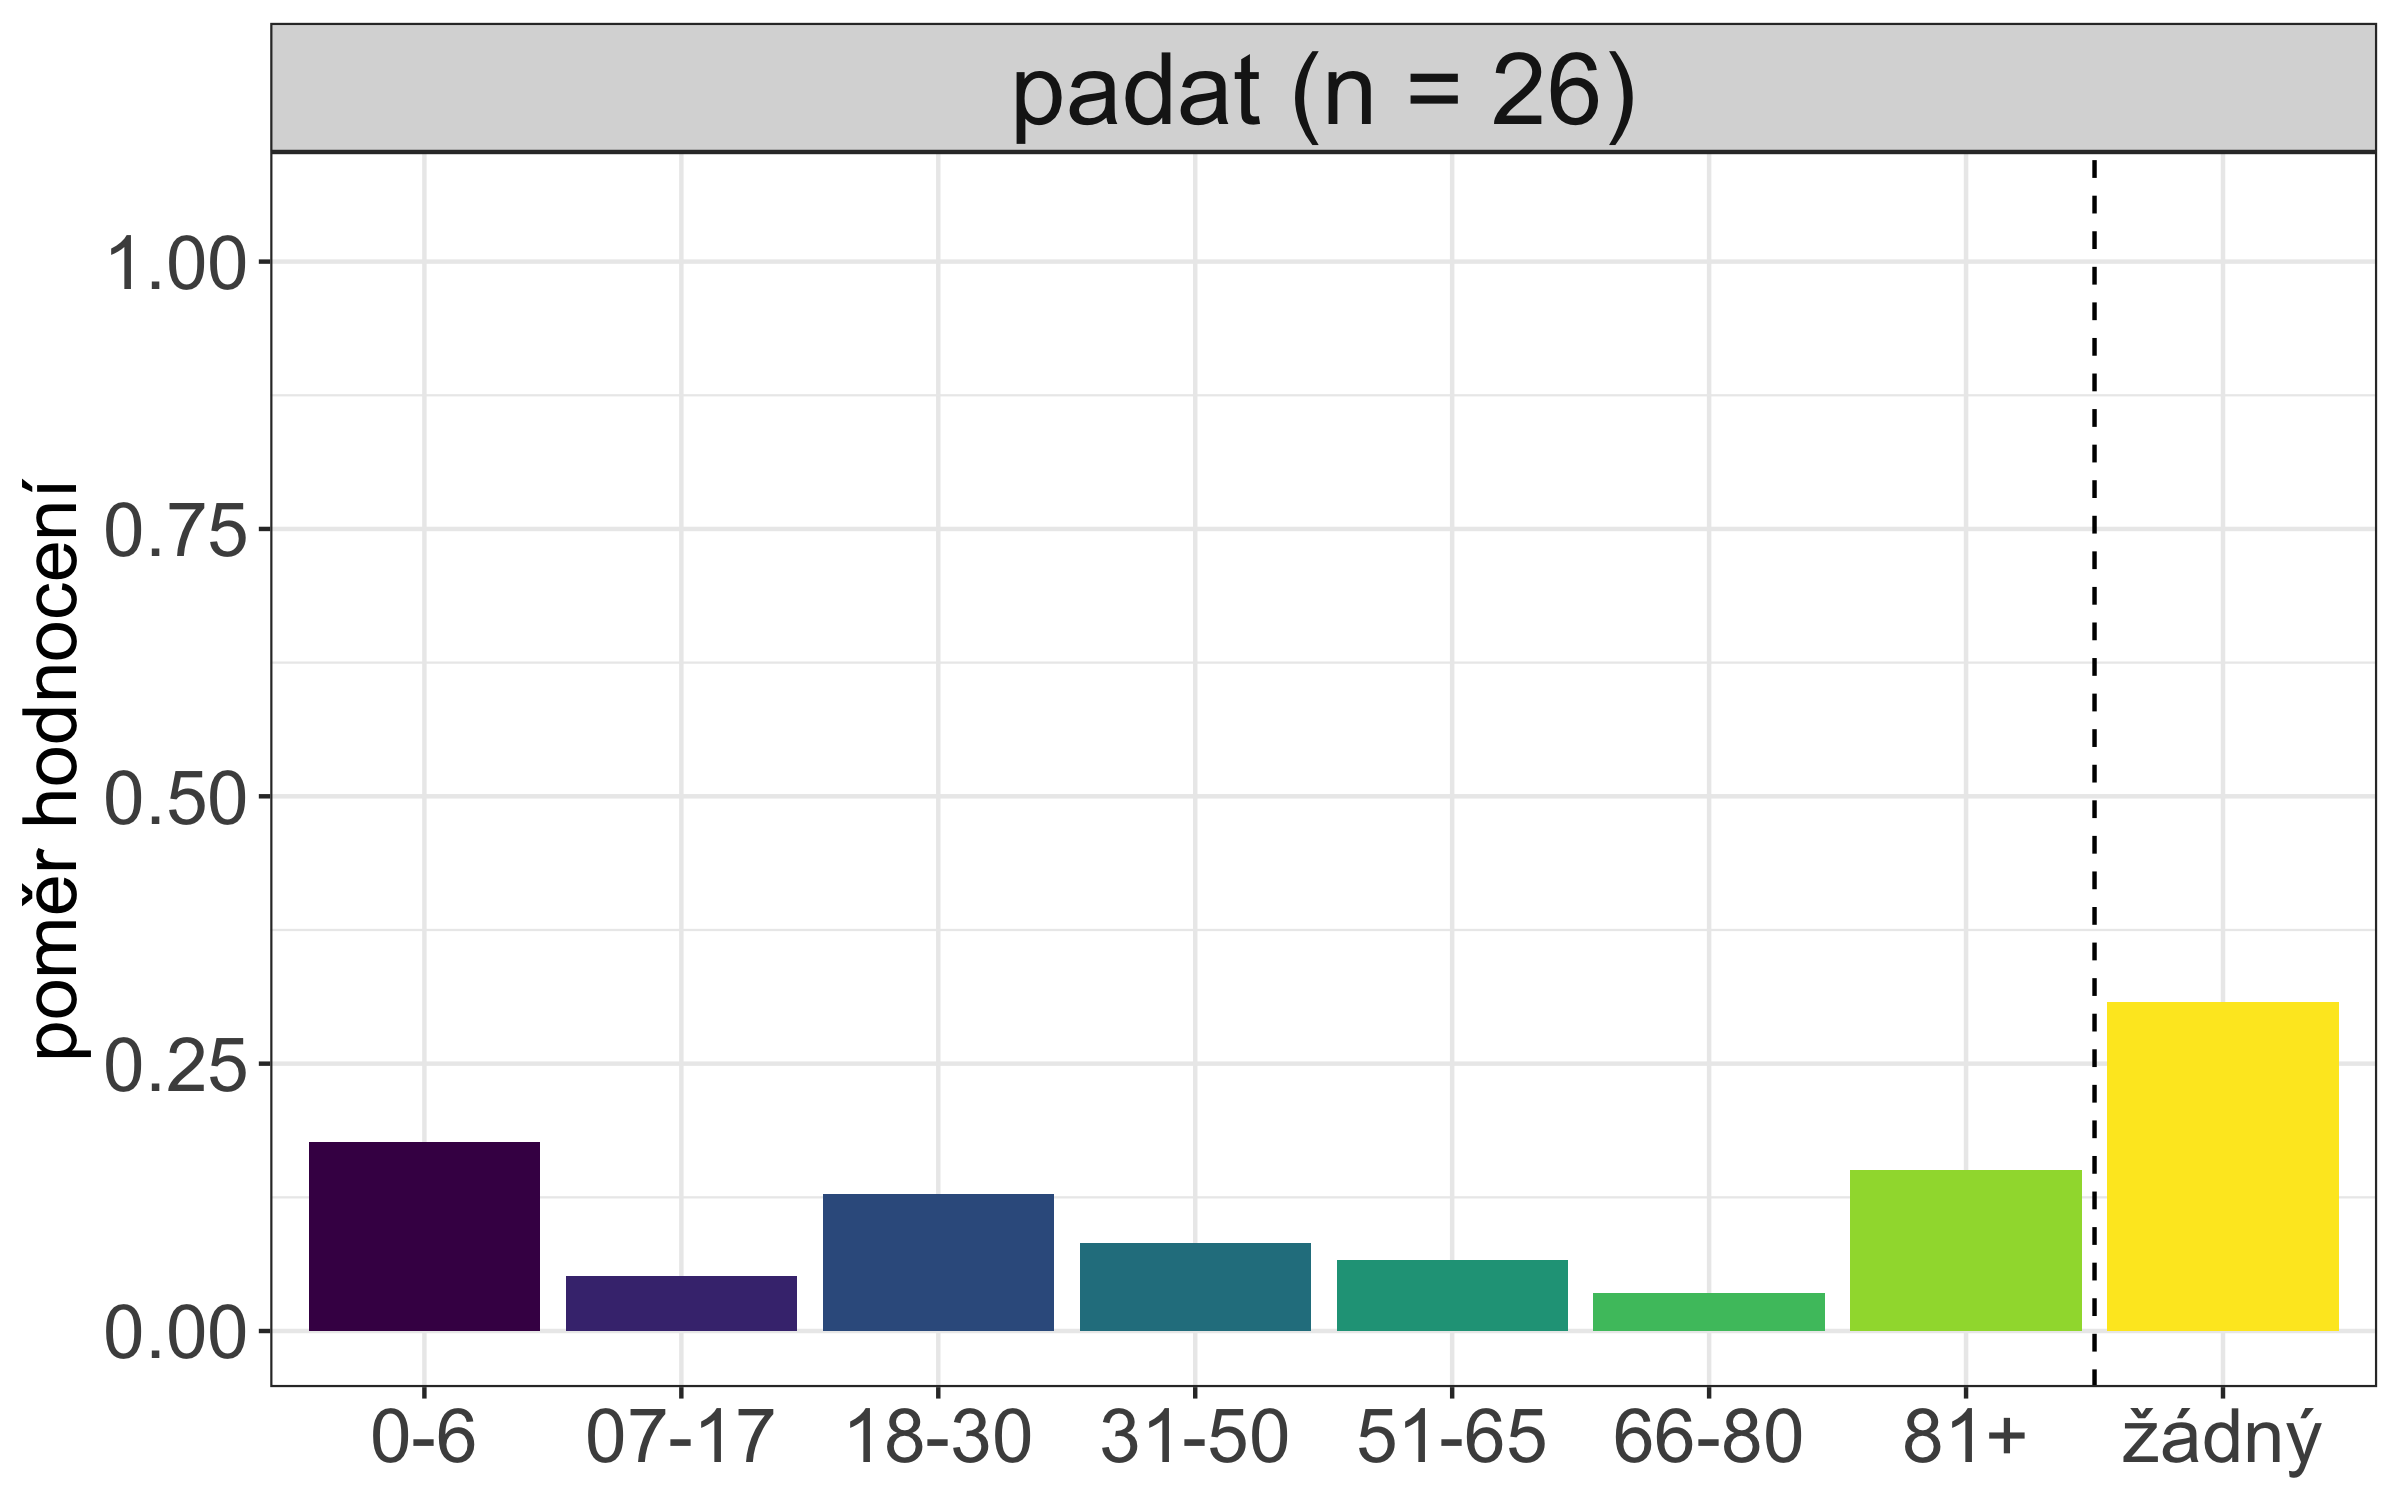 padat (n = 26)
poměr hodnocení
1.00
0.75
0.50
0.25
0.00
0-6 07-17 18-30 31-50 51-65 66-80 81+ žádný